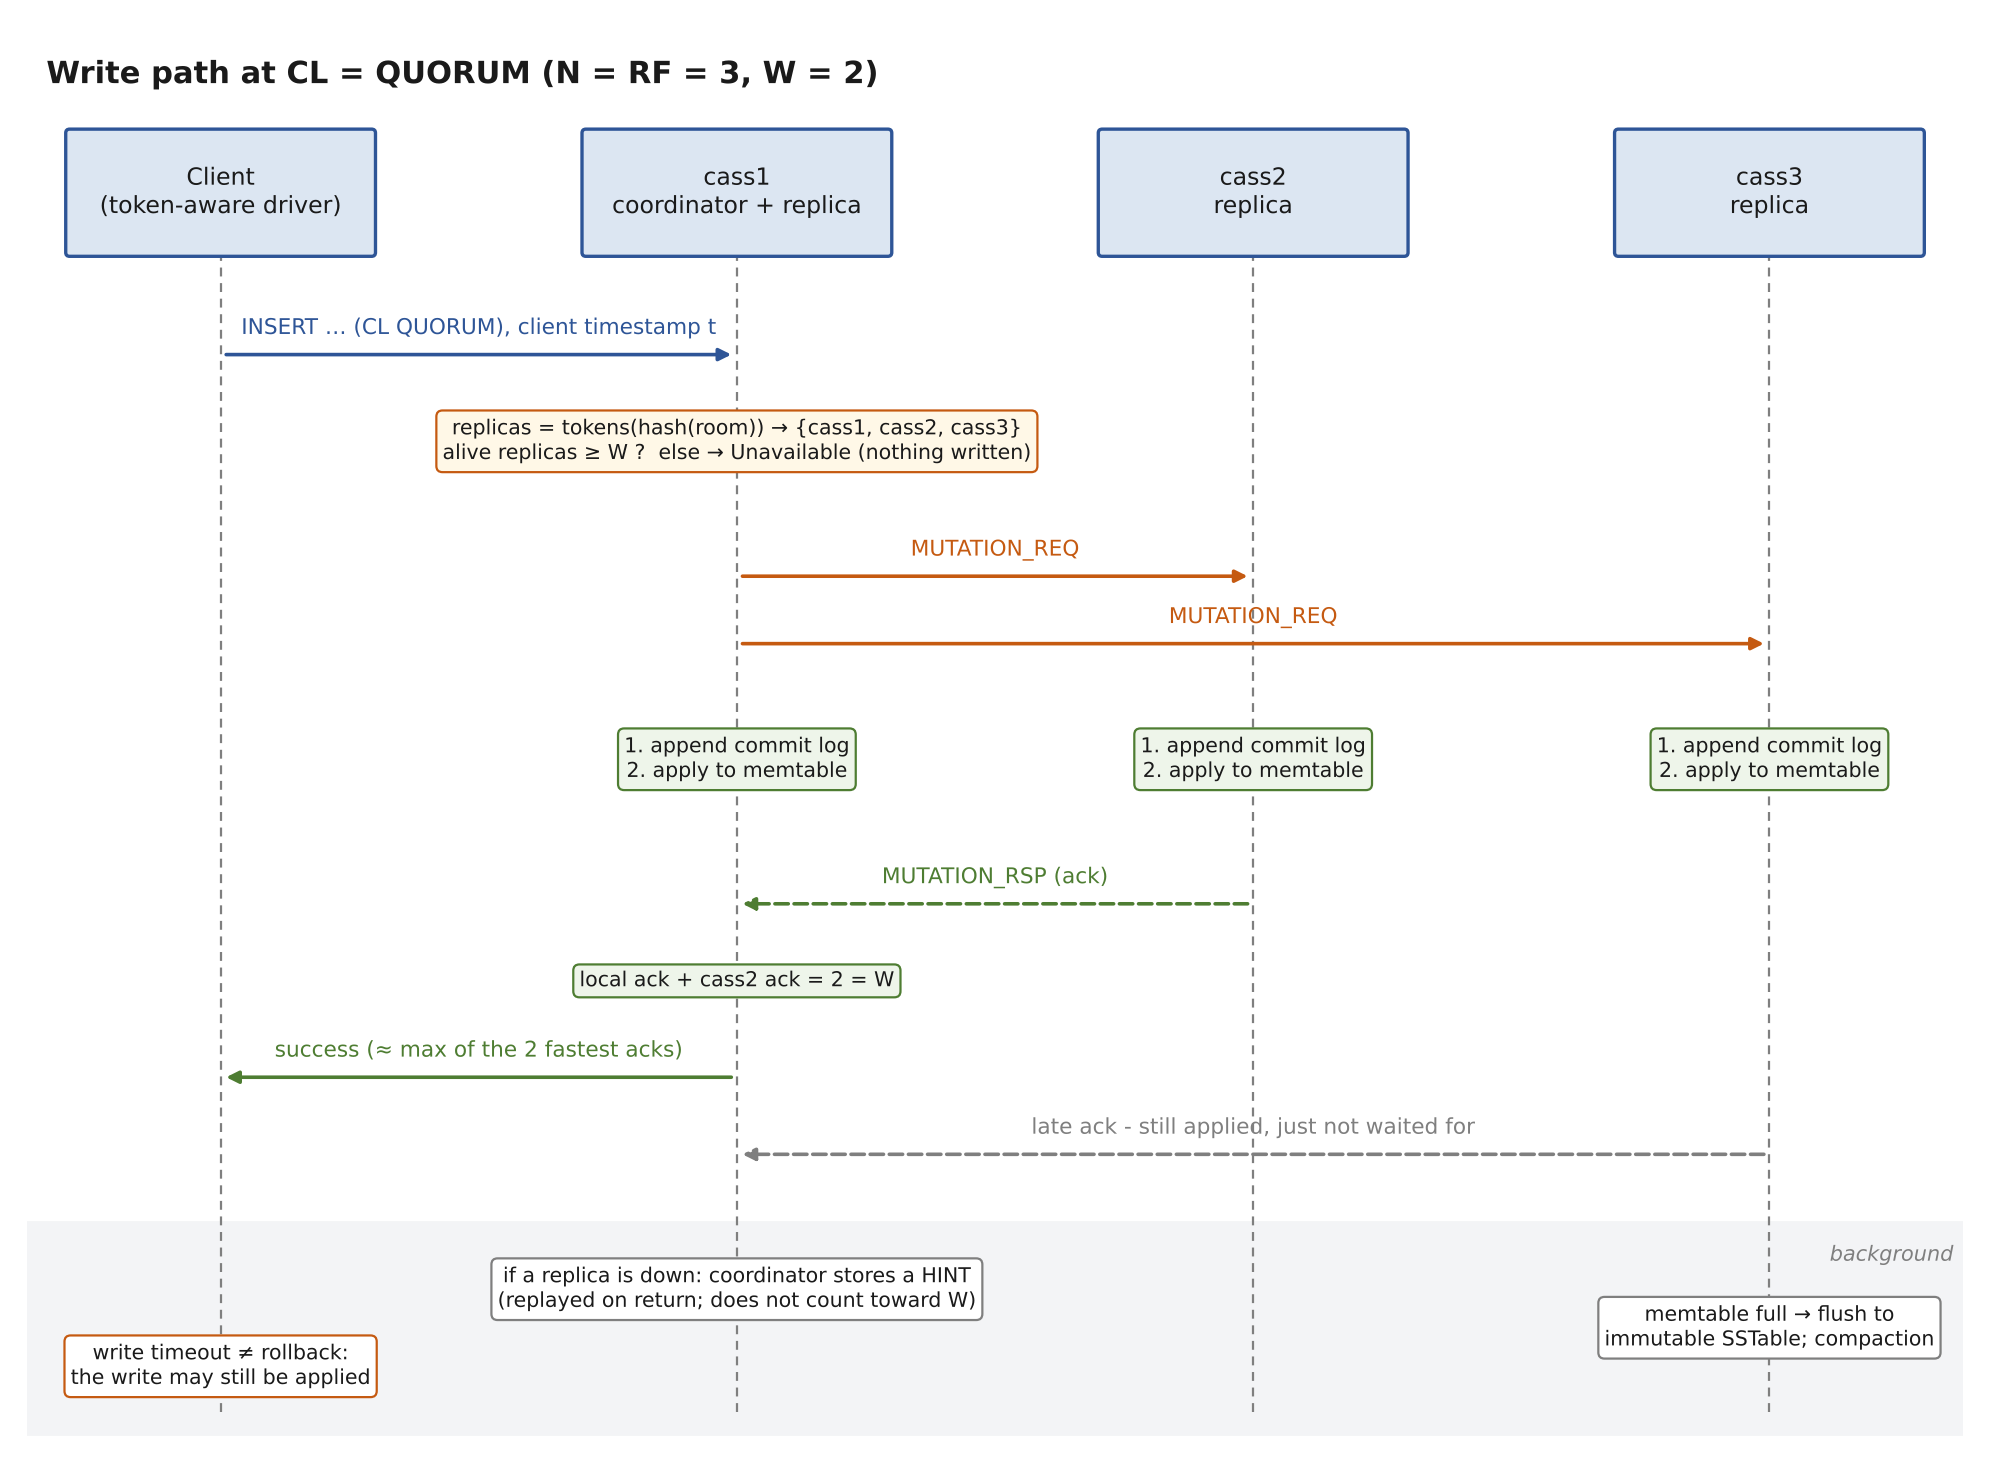 Write path at CL = QUORUM (N = RF = 3, W = 2)
Client
(token-aware driver)
cass1
coordinator + replica
cass2
replica
cass3
replica
INSERT … (CL QUORUM), client timestamp t
replicas = tokens(hash(room)) → {cass1, cass2, cass3}
alive replicas ≥ W ?  else → Unavailable (nothing written)
MUTATION_REQ
MUTATION_REQ
1. append commit log
2. apply to memtable
1. append commit log
2. apply to memtable
1. append commit log
2. apply to memtable
MUTATION_RSP (ack)
local ack + cass2 ack = 2 = W
success (≈ max of the 2 fastest acks)
late ack - still applied, just not waited for
background
if a replica is down: coordinator stores a HINT
(replayed on return; does not count toward W)
memtable full → flush to
immutable SSTable; compaction
write timeout ≠ rollback:
the write may still be applied